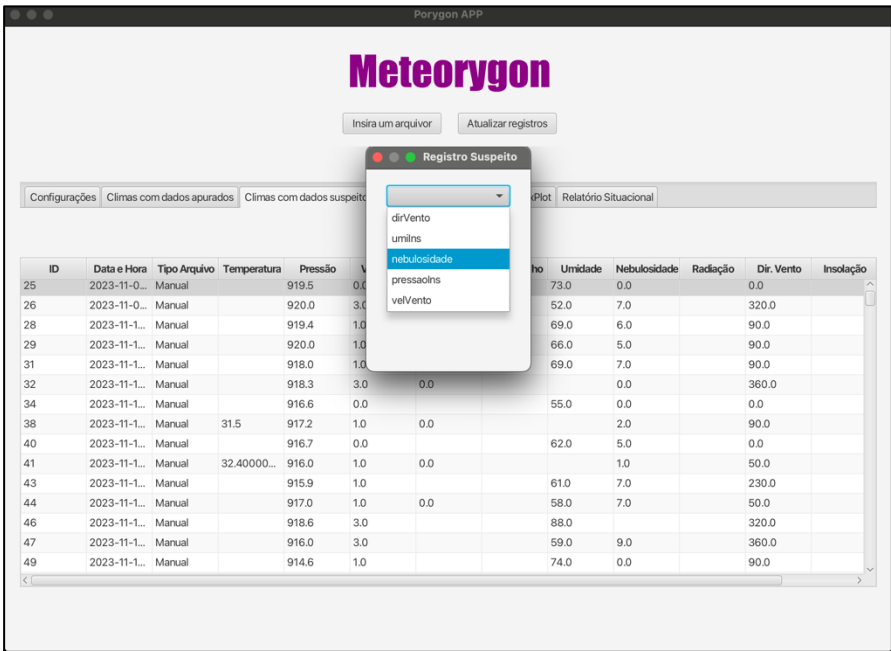 Porygon APP
Meteorygon
Insira um arquivo Atualizar registros
Registro Suspeito
Configurações Climas com dados apurados Climas com dados suspeito Plot Relatório Situacional
dirVento
umiIns
nebulosidade
pressaoIns
velVento
ID Data e Hora Tipo Arquivo Temperatura Pressão V ho Umidade Nebulosidade Radiação Dir. Vento Insolação
25 2023-11-0... Manual 919.5 0.0 73.0 0.0 0.0
26 2023-11-0... Manual 920.0 3.0 52.0 7.0 320.0
28 2023-11-1... Manual 919.4 1.0 69.0 6.0 90.0
29 2023-11-1... Manual 920.0 1.0 66.0 5.0 90.0
31 2023-11-1... Manual 918.0 1.0 69.0 7.0 90.0
32 2023-11-1... Manual 918.3 3.0 0.0 0.0 360.0
34 2023-11-1... Manual 916.6 0.0 55.0 0.0 0.0
38 2023-11-1... Manual 31.5 917.2 1.0 0.0 2.0 90.0
40 2023-11-1... Manual 916.7 0.0 62.0 5.0 0.0
41 2023-11-1... Manual 32.40000... 916.0 1.0 0.0 1.0 50.0
43 2023-11-1... Manual 915.9 1.0 61.0 7.0 230.0
44 2023-11-1... Manual 917.0 1.0 0.0 58.0 7.0 50.0
46 2023-11-1... Manual 918.6 3.0 88.0 320.0
47 2023-11-1... Manual 916.0 3.0 59.0 9.0 360.0
49 2023-11-1... Manual 914.6 1.0 74.0 0.0 90.0